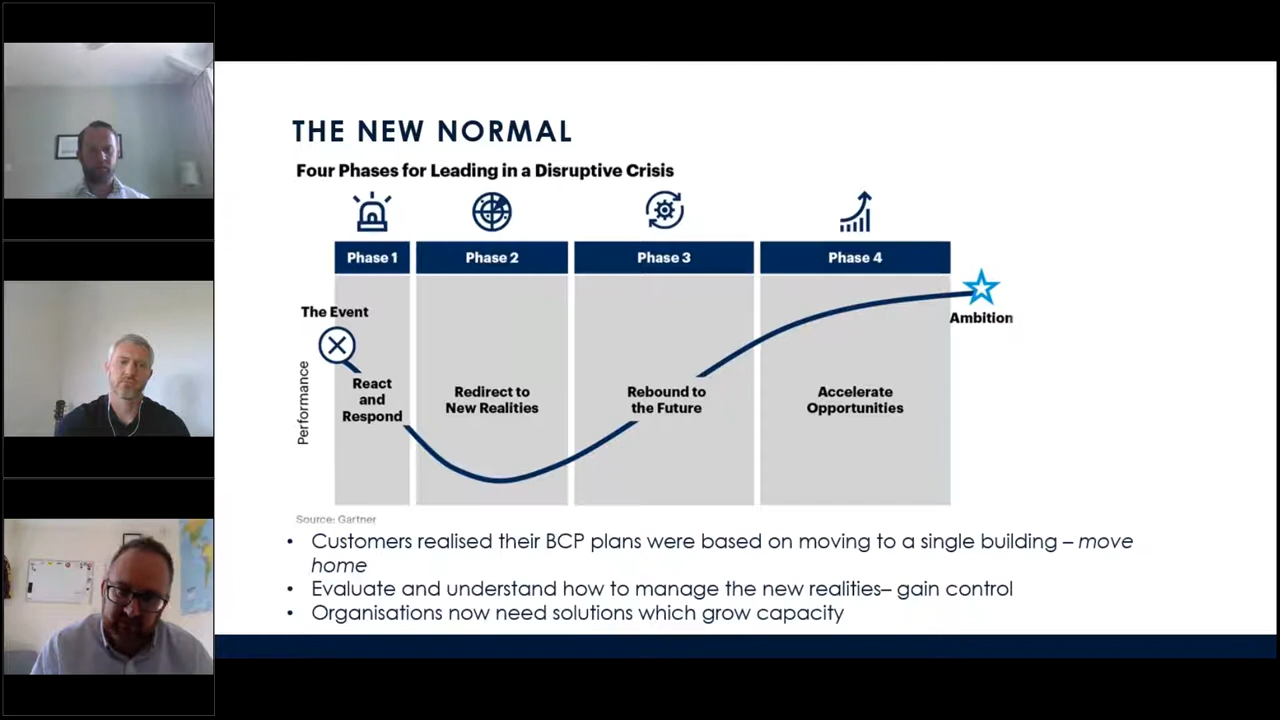 THE NEW NORMAL
Four Phases for Leading in a Disruptive Crisis
Phase 1
Phase 2
Phase 3
Phase 4
The Event
Ambition
Performance
React
and
Respond
Redirect to
New Realities
Rebound to
the Future
Accelerate
Opportunities
Source: Gartner
• Customers realised their BCP plans were based on moving to a single building – move
home
• Evaluate and understand how to manage the new realities– gain control
• Organisations now need solutions which grow capacity